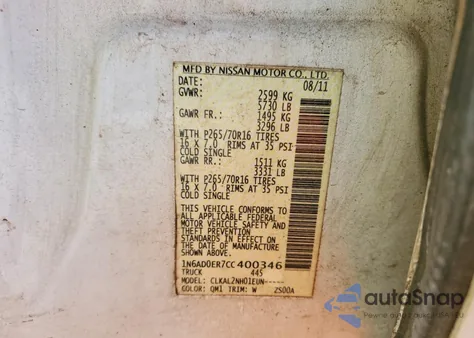 MFD BY NISSAN MOTOR CO., LTD.
DATE: 08/11
GVWR: 2599 KG
5730 LB
GAWR FR.: 1495 KG
3296 LB
WITH P265/70R16 TIRES
16 X 7.0 RIMS AT 35 PSI
COLD SINGLE
GAWR RR.: 1511 KG
3331 LB
WITH P265/70R16 TIRES
16 X 7.0 RIMS AT 35 PSI
COLD SINGLE
THIS VEHICLE CONFORMS TO
ALL APPLICABLE FEDERAL
MOTOR VEHICLE SAFETY AND
THEFT PREVENTION
STANDARDS IN EFFECT ON
THE DATE OF MANUFACTURE
SHOWN ABOVE.
1N6AD0ER7CC400346
TRUCK 445
MODEL: CLKAL2NH01EUN-----
COLOR: QM1 TRIM: W ZS00A
autoSnap